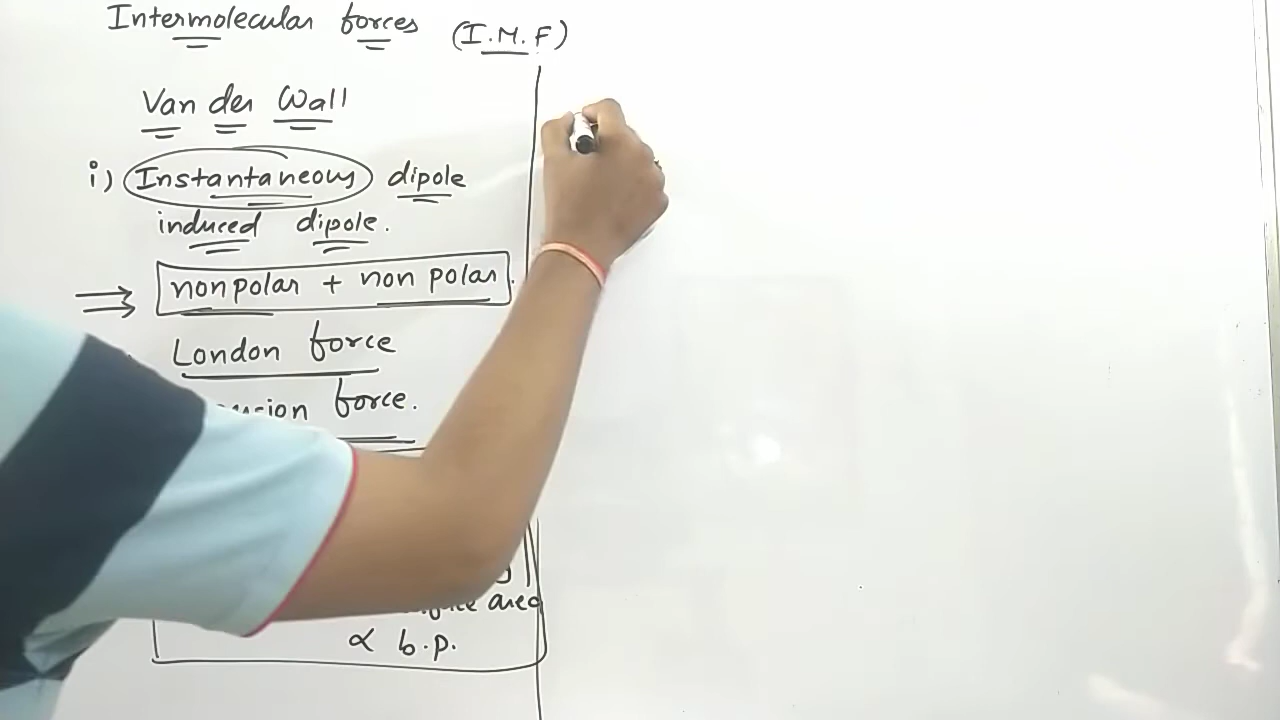 Intermolecular forces (I.M.F)
Van der Wall
i) Instantaneous dipole
induced dipole.
⇒ nonpolar + non polar.
London force
force.
area
∝ b.p.